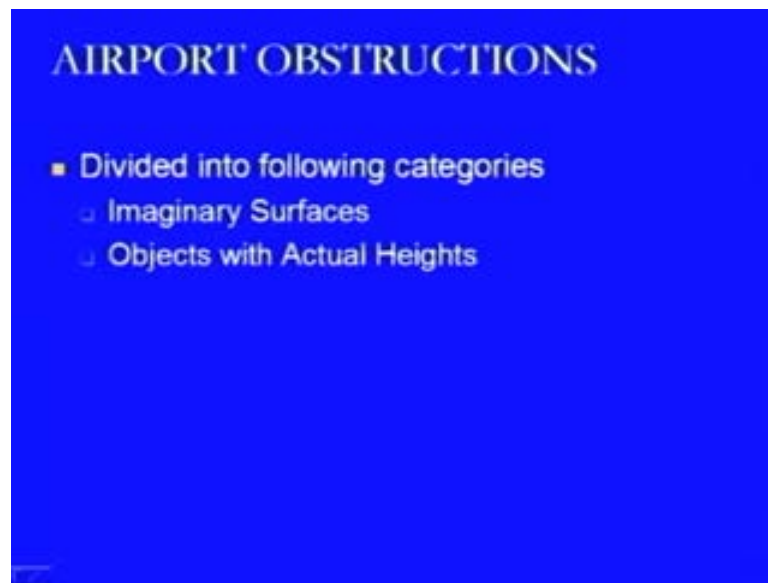 AIRPORT OBSTRUCTIONS
Divided into following categories
Imaginary Surfaces
Objects with Actual Heights